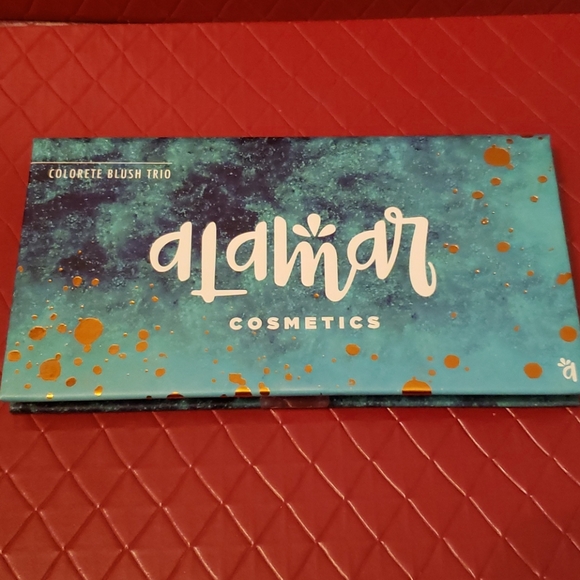 COLORETE BLUSH TRIO
aLamar
COSMETICS
a